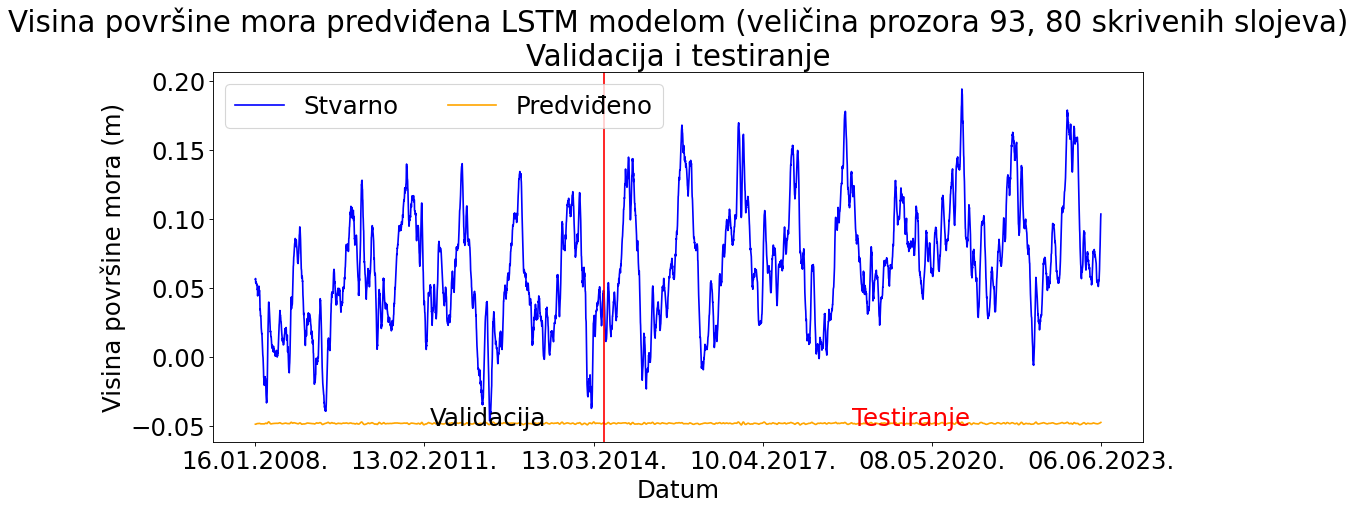 Visina površine mora predviđena LSTM modelom (veličina prozora 93, 80 skrivenih slojeva)
Validacija i testiranje
Stvarno
Predviđeno
Visina površine mora (m)
0.20
0.15
0.10
0.05
0.00
−0.05
Validacija
Testiranje
16.01.2008.
13.02.2011.
13.03.2014.
10.04.2017.
08.05.2020.
06.06.2023.
Datum